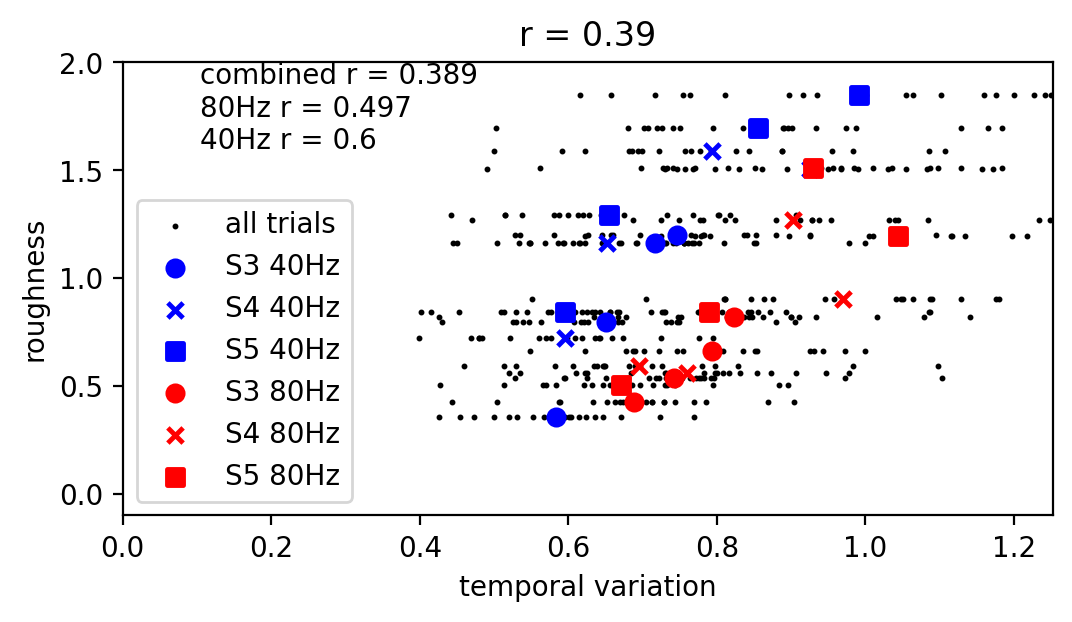 r = 0.39
combined r = 0.389
80Hz r = 0.497
40Hz r = 0.6
all trials
S3 40Hz
S4 40Hz
S5 40Hz
S3 80Hz
S4 80Hz
S5 80Hz
roughness
2.0
1.5
1.0
0.5
0.0
0.0 0.2 0.4 0.6 0.8 1.0 1.2
temporal variation